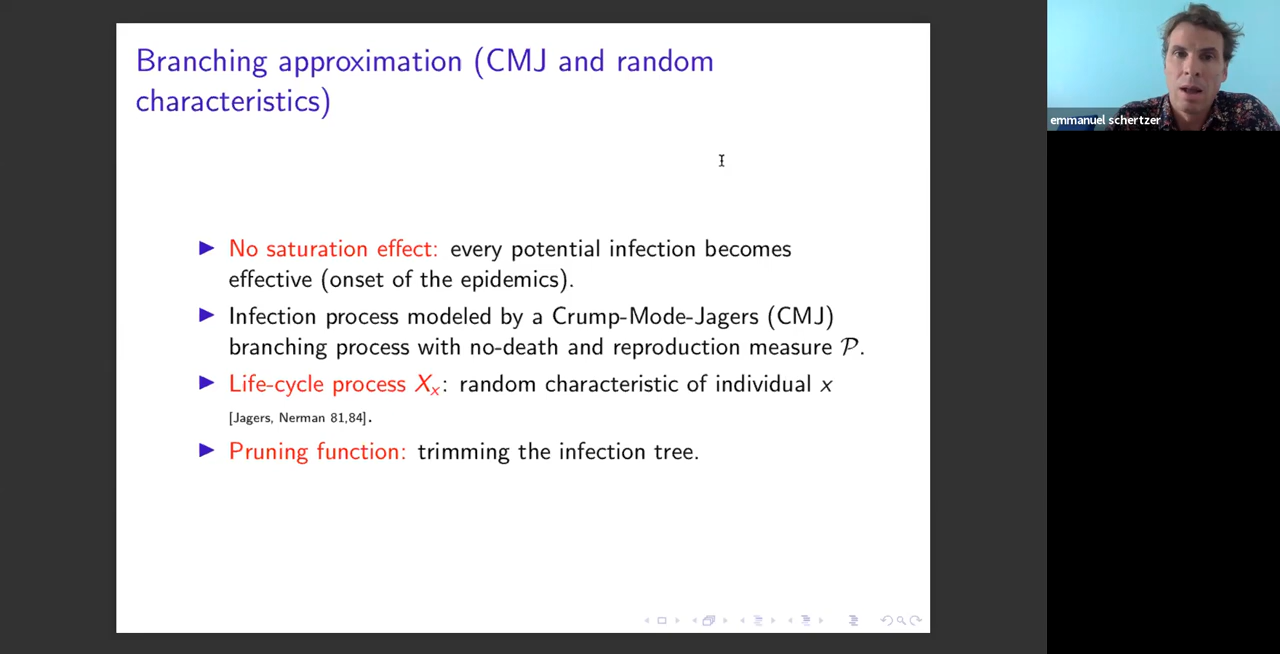 Branching approximation (CMJ and random
characteristics)
emmanuel schertzer
▶ No saturation effect: every potential infection becomes
effective (onset of the epidemics).
▶ Infection process modeled by a Crump-Mode-Jagers (CMJ)
branching process with no-death and reproduction measure 𝒫.
▶ Life-cycle process Xₓ: random characteristic of individual x
[Jagers, Nerman 81,84].
▶ Pruning function: trimming the infection tree.